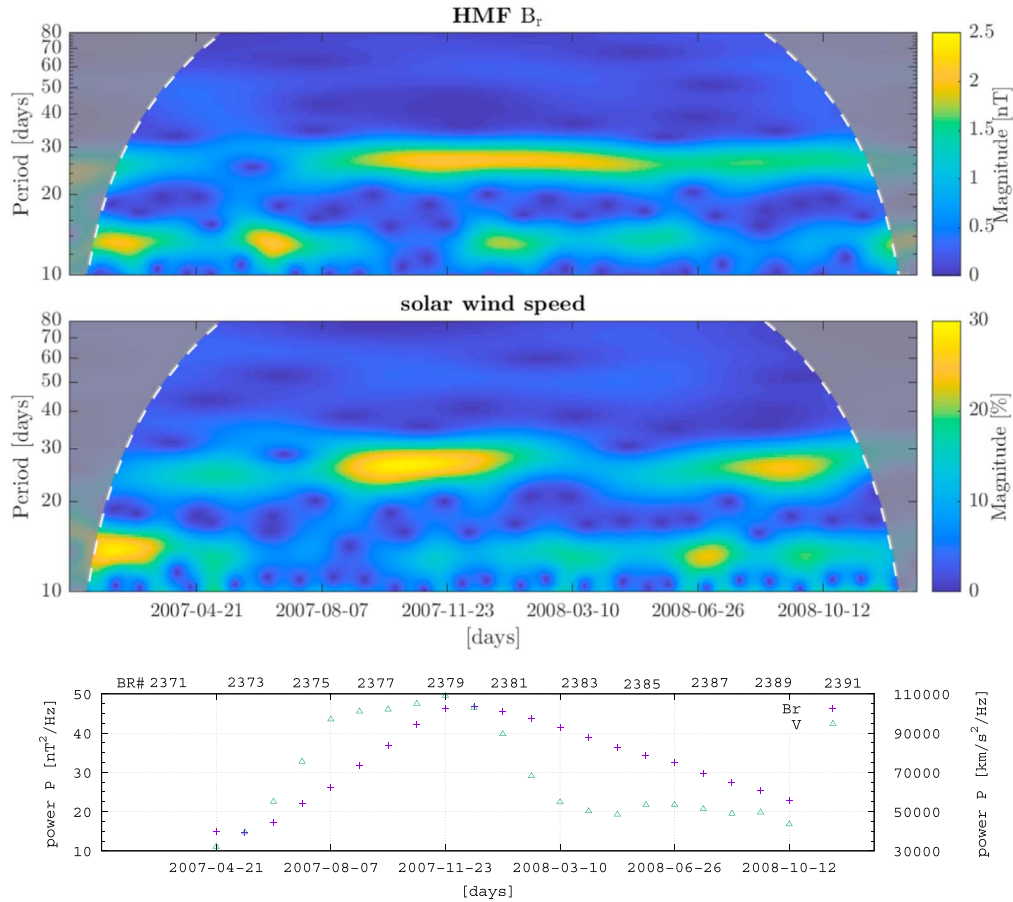 HMF Br
80
70
60
50
40
30
20
10
Period [days]
2.5
2
1.5
1
0.5
0
Magnitude [nT]
solar wind speed
80
70
60
50
40
30
20
10
Period [days]
30
20
10
0
Magnitude [%]
2007-04-21 2007-08-07 2007-11-23 2008-03-10 2008-06-26 2008-10-12
[days]
BR# 2371 2373 2375 2377 2379 2381 2383 2385 2387 2389 2391
50
40
30
20
10
power P [nT²/Hz]
Br
V
110000
90000
70000
50000
30000
power P [km/s²/Hz]
2007-04-21 2007-08-07 2007-11-23 2008-03-10 2008-06-26 2008-10-12
[days]